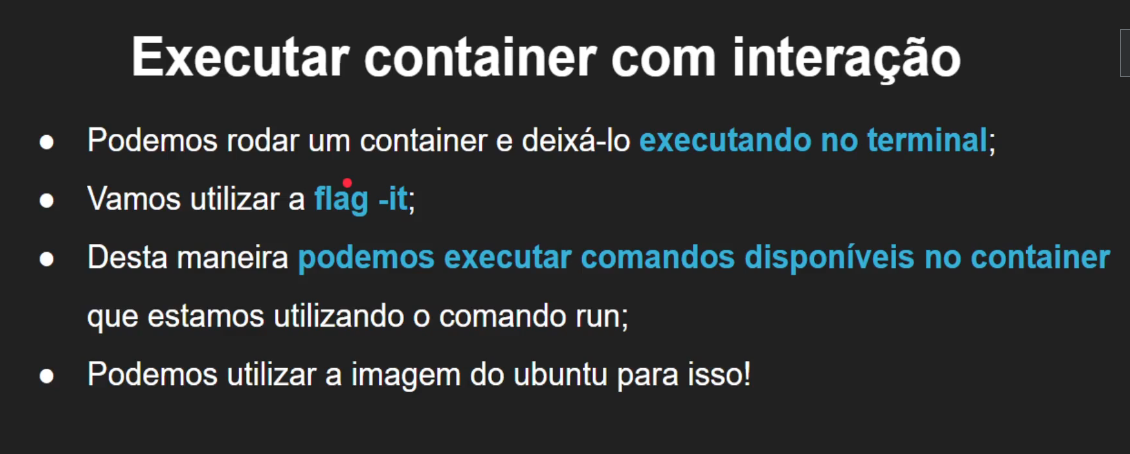 Executar container com interação
● Podemos rodar um container e deixá-lo executando no terminal;
● Vamos utilizar a flag -it;
● Desta maneira podemos executar comandos disponíveis no container
que estamos utilizando o comando run;
● Podemos utilizar a imagem do ubuntu para isso!